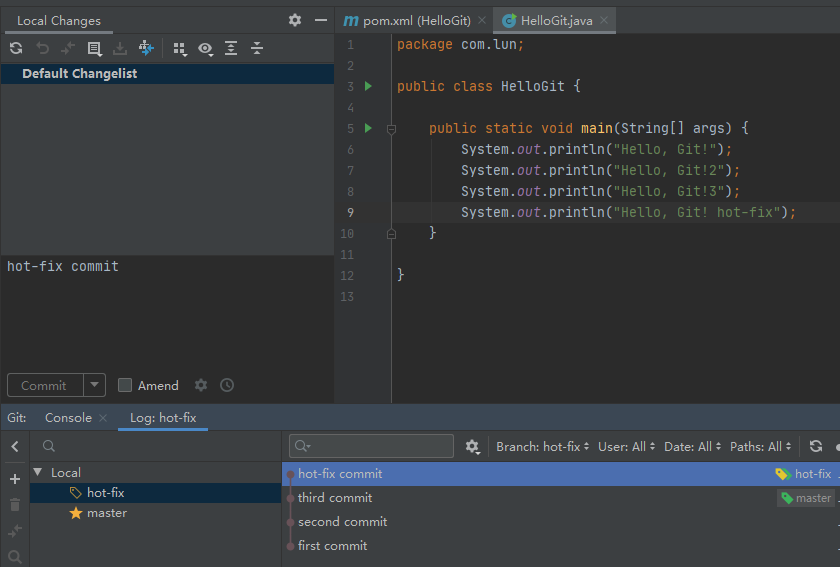 Local Changes
Default Changelist
hot-fix commit
Commit
Amend
pom.xml (HelloGit)
HelloGit.java
1 package com.lun;
2
3 public class HelloGit {
4
5 public static void main(String[] args) {
6 System.out.println("Hello, Git!");
7 System.out.println("Hello, Git!2");
8 System.out.println("Hello, Git!3");
9 System.out.println("Hello, Git! hot-fix");
10 }
11
12 }
13
Git: Console Log: hot-fix
Local
hot-fix
master
Branch: hot-fix User: All Date: All Paths: All
hot-fix commit hot-fix
third commit master
second commit
first commit